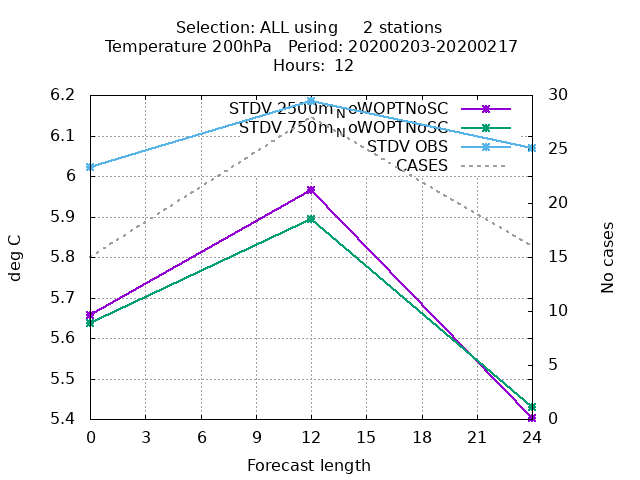 Selection: ALL using 2 stations
Temperature 200hPa Period: 20200203-20200217
Hours: 12
STDV 2500m_NoWOPTNoSC
STDV 750m_NoWOPTNoSC
STDV OBS
CASES
6.2
6.1
6
5.9
5.8
5.7
5.6
5.5
5.4
deg C
30
25
20
15
10
5
0
No cases
0 3 6 9 12 15 18 21 24
Forecast length